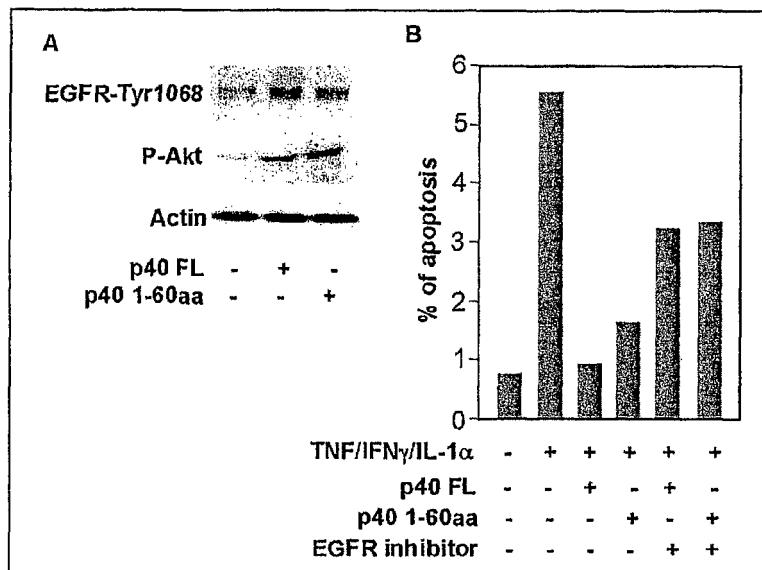 A
EGFR-Tyr1068
P-Akt
Actin
p40 FL - + -
p40 1-60aa - - +
B
% of apoptosis
6
5
4
3
2
1
0
TNF/IFNγ/IL-1α - + + + + +
p40 FL - - + - + -
p40 1-60aa - - - + - +
EGFR inhibitor - - - - + +